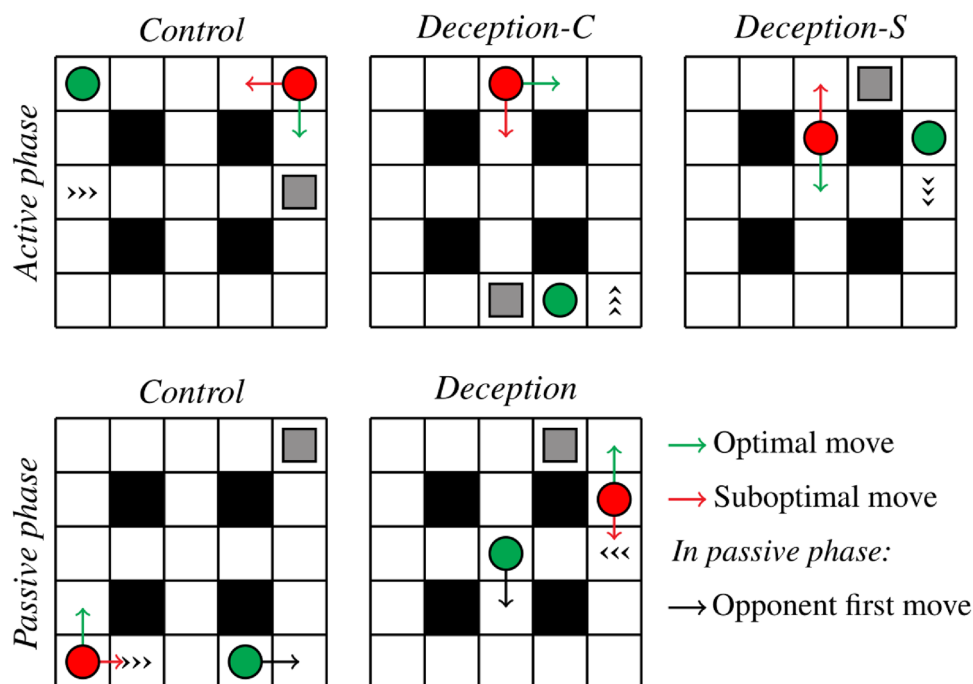 Control
Deception-C
Deception-S
Active phase
Control
Deception
Passive phase
Optimal move
Suboptimal move
In passive phase:
Opponent first move